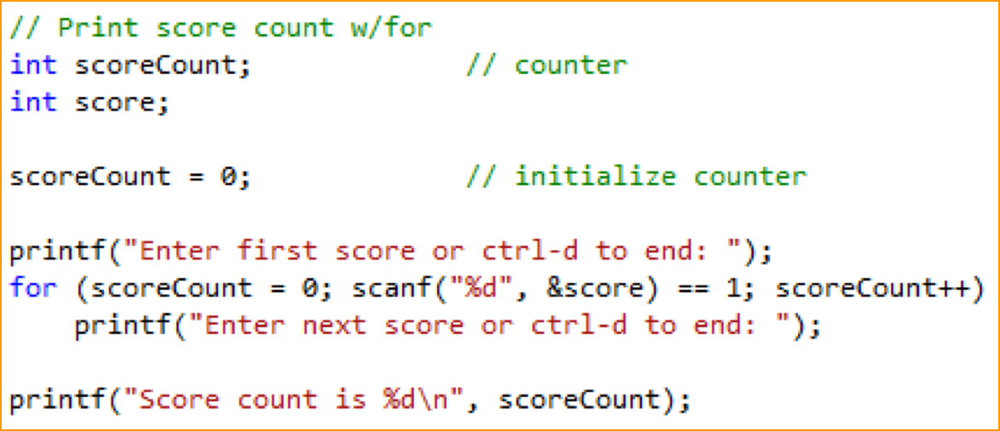 // Print score count w/for
int scoreCount; // counter
int score;
scoreCount = 0; // initialize counter
printf("Enter first score or ctrl-d to end: ");
for (scoreCount = 0; scanf("%d", &score) == 1; scoreCount++)
printf("Enter next score or ctrl-d to end: ");
printf("Score count is %d\n", scoreCount);